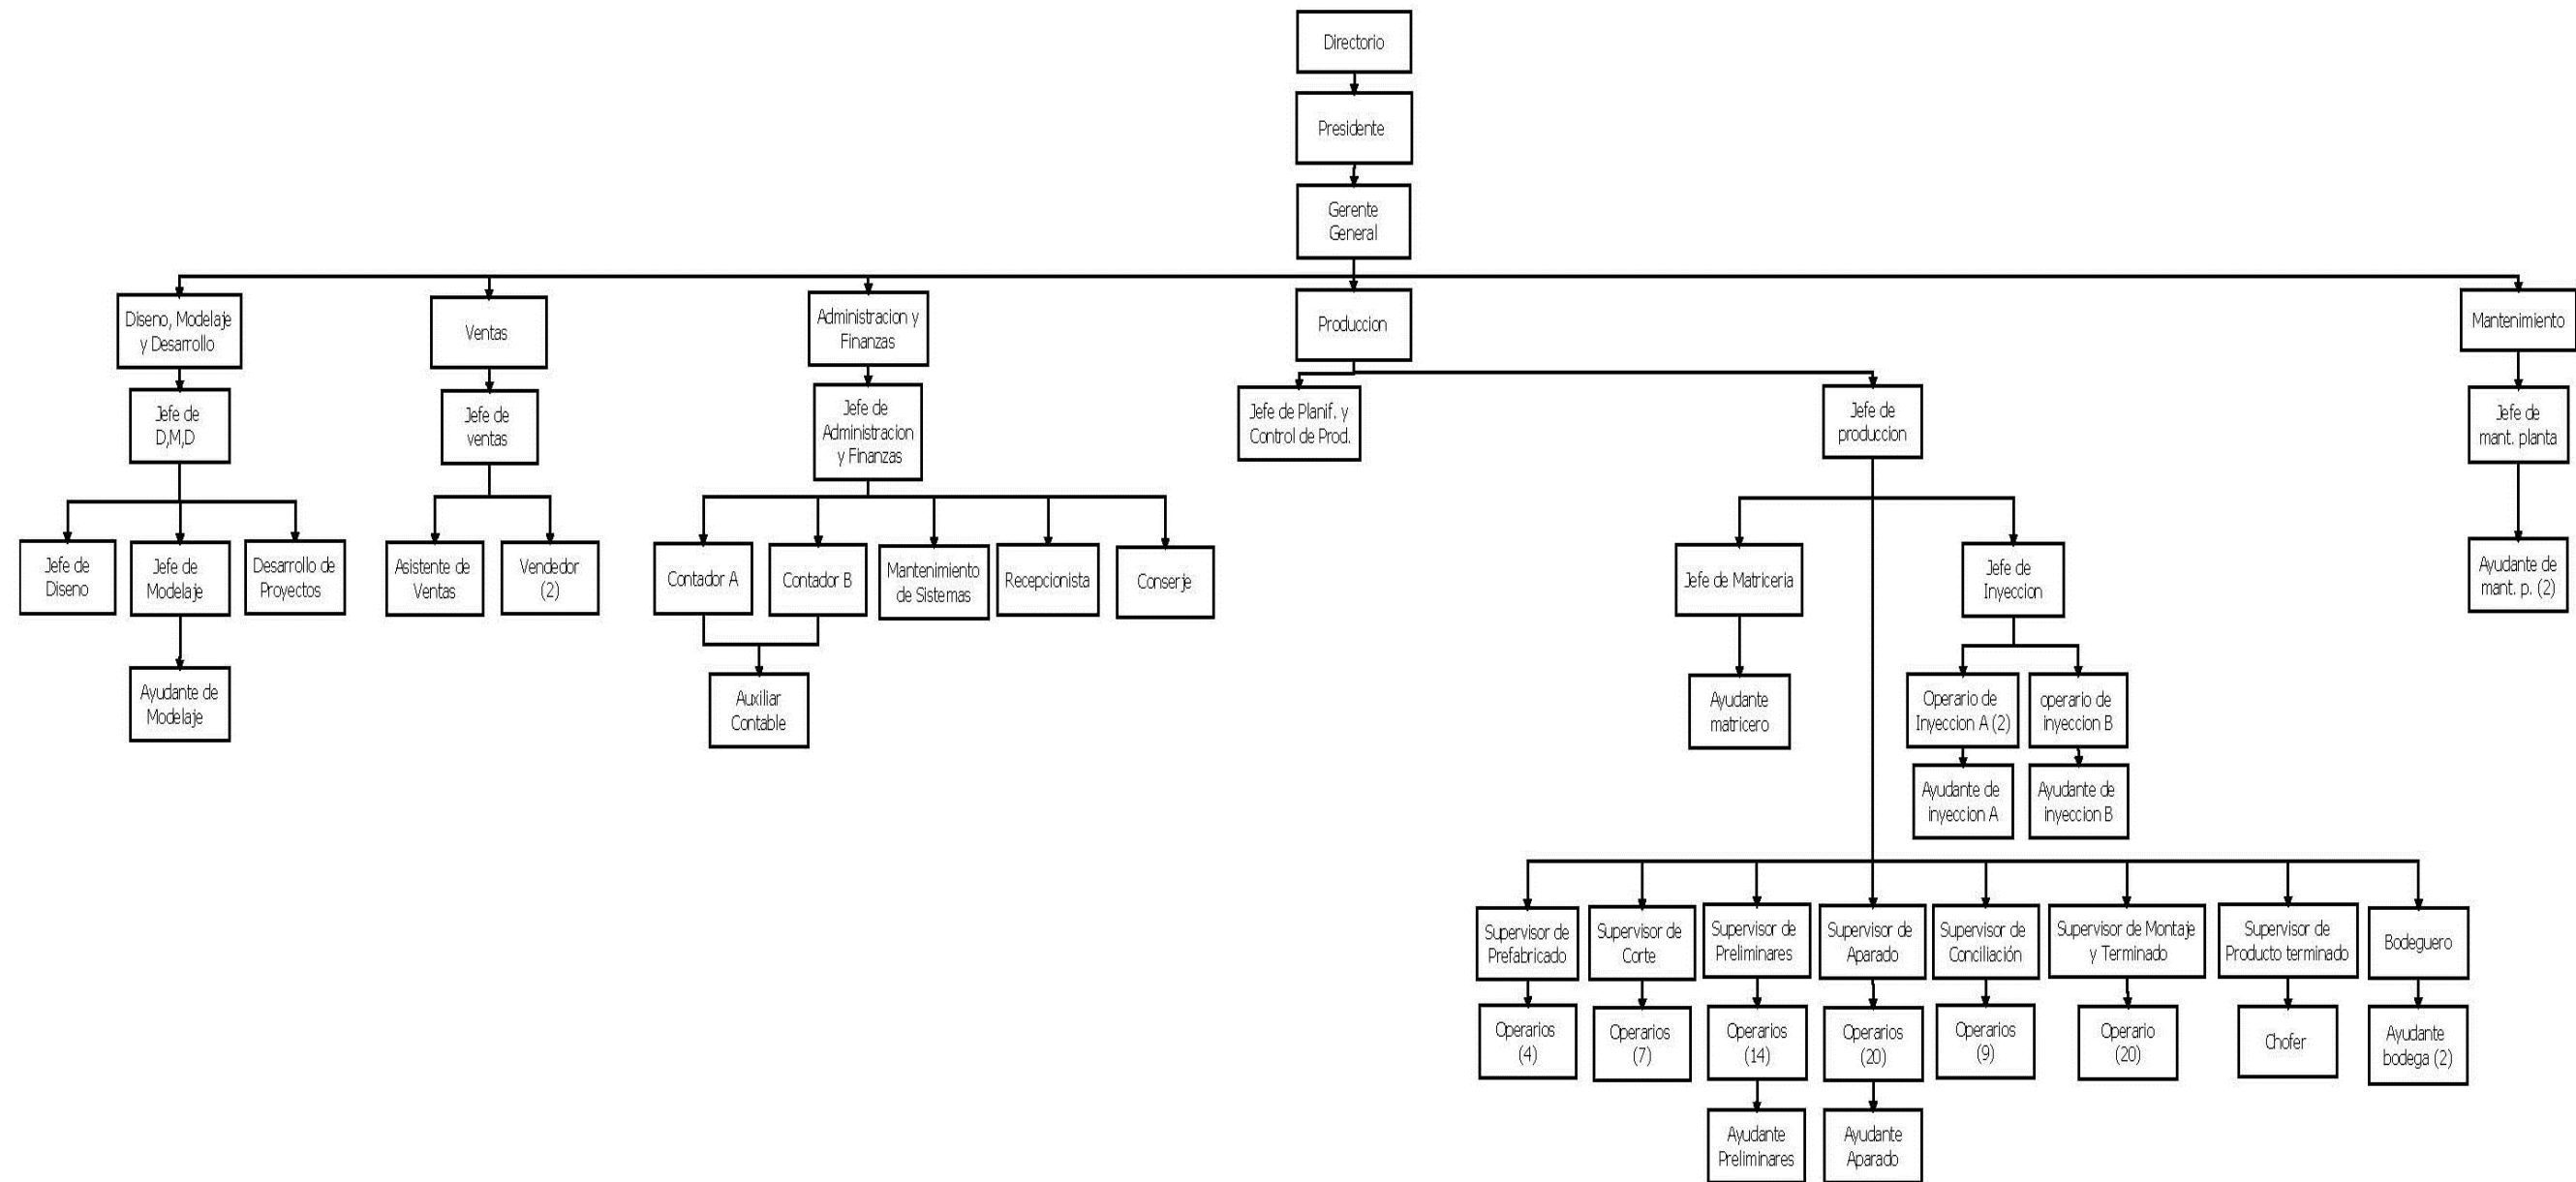 Directorio
Presidente
Gerente
General
Diseno, Modelaje
y Desarrollo
Ventas
Administracion y
Finanzas
Produccion
Mantenimiento
Jefe de
D,M,D
Jefe de
ventas
Jefe de
Administracion
y Finanzas
Jefe de Planif. y
Control de Prod.
Jefe de
produccion
Jefe de
mant. planta
Jefe de
Diseno
Jefe de
Modelaje
Desarrollo de
Proyectos
Asistente de
Ventas
Vendedor
(2)
Contador A
Contador B
Mantenimiento
de Sistemas
Recepcionista
Conserje
Jefe de Matriceria
Jefe de
Inyeccion
Ayudante de
mant. p. (2)
Ayudante de
Modelaje
Auxiliar
Contable
Ayudante
matricero
Operario de
Inyeccion A (2)
operario de
inyeccion B
Ayudante de
inyeccion A
Ayudante de
inyeccion B
Supervisor de
Prefabricado
Supervisor de
Corte
Supervisor de
Preliminares
Supervisor de
Aparado
Supervisor de
Conciliación
Supervisor de Montaje
y Terminado
Supervisor de
Producto terminado
Bodeguero
Operarios
(4)
Operarios
(7)
Operarios
(14)
Operarios
(20)
Operarios
(9)
Operario
(20)
Chofer
Ayudante
bodega (2)
Ayudante
Preliminares
Ayudante
Aparado